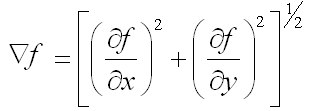 ∇f = [ (∂f/∂x)² + (∂f/∂y)² ]^{1/2}